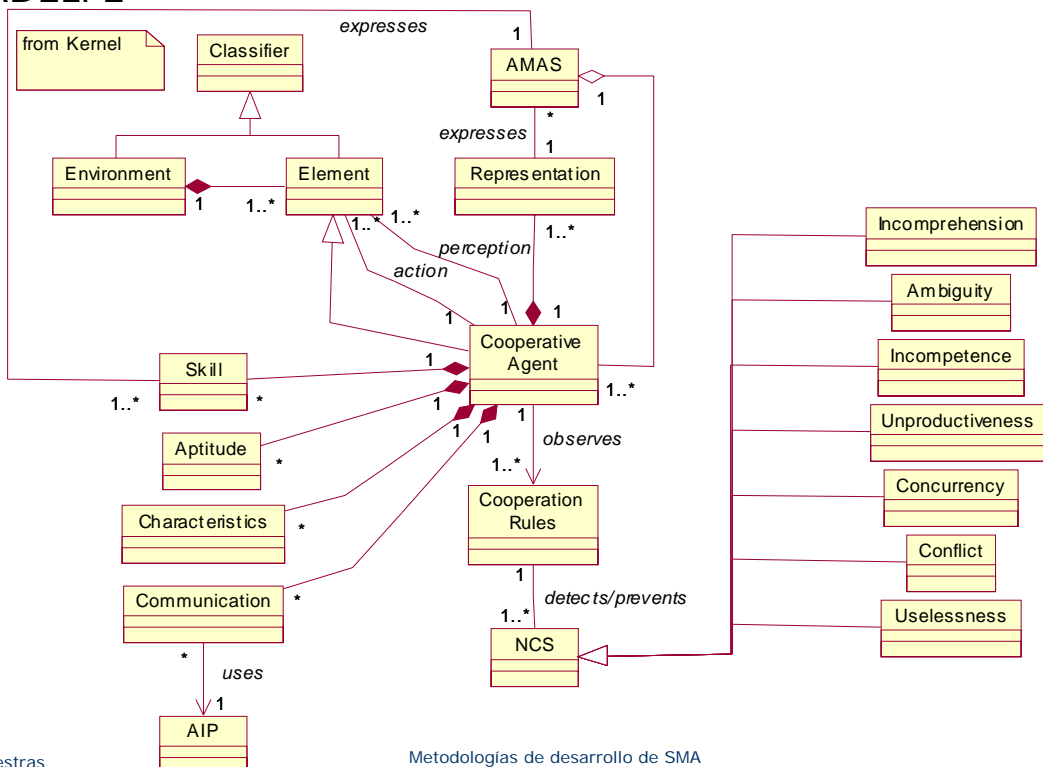 expresses
from Kernel
Classifier
1
AMAS
1
*
expresses
1
Environment
Element
Representation
1
1..*
1..*
1..*
1..*
perception
action
Incomprehension
Ambiguity
Incompetence
Unproductiveness
Concurrency
Conflict
Uselessness
1
1
1
Cooperative
Agent
1..*
Skill
1
1..*
*
1
1
1
1
observes
Aptitude
*
1..*
Cooperation
Rules
Characteristics
*
1
Communication
*
detects/prevents
1..*
NCS
*
uses
1
AIP
estras
Metodologías de desarrollo de SMA